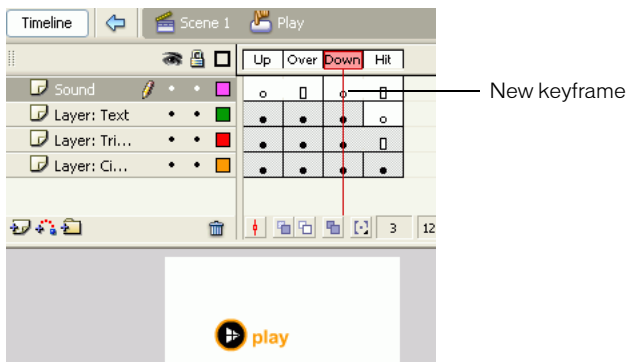 Timeline Scene 1 Play
Up Over Down Hit
Sound
New keyframe
Layer: Text
Layer: Tri...
Layer: Ci...
3 12
play